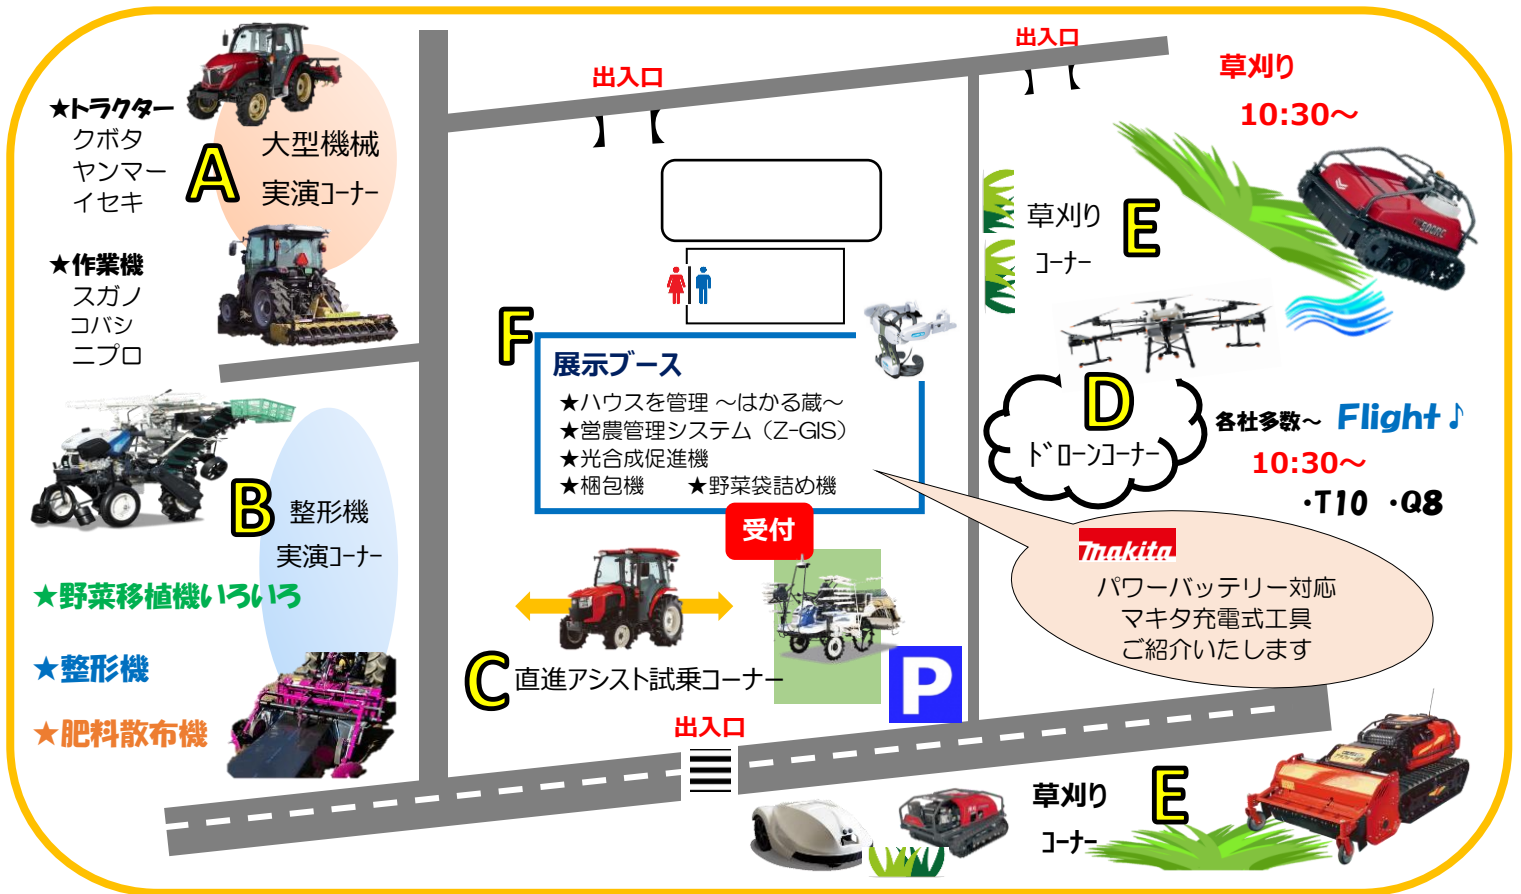 出入口
出入口
草刈り
10:30～
★トラクター
クボタ
ヤンマー
イセキ
A
大型機械
実演コーナー
★作業機
スガノ
コバシ
ニプロ
草刈り
コーナー
E
F
展示ブース
★ハウスを管理 ～はかる蔵～
★営農管理システム（Z-GIS）
★光合成促進機
★梱包機 ★野菜袋詰め機
受付
D
ドローンコーナー
各社多数～ Flight♪
10:30～
・T10 ・Q8
B
整形機
実演コーナー
★野菜移植機いろいろ
★整形機
★肥料散布機
makita
パワーバッテリー対応
マキタ充電式工具
ご紹介いたします
C
直進アシスト試乗コーナー
P
出入口
草刈り
コーナー
E